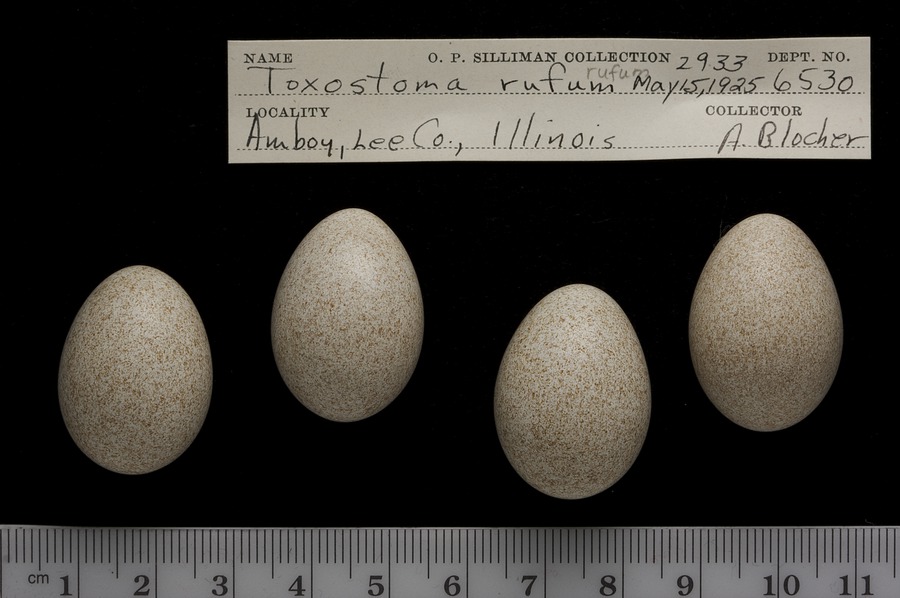 NAME O. P. SILLIMAN COLLECTION 2933 DEPT. NO.
Toxostoma rufum rufum May 15, 1925 6530
LOCALITY COLLECTOR
Amboy, Lee Co., Illinois A. Blocher
cm 1 2 3 4 5 6 7 8 9 10 11